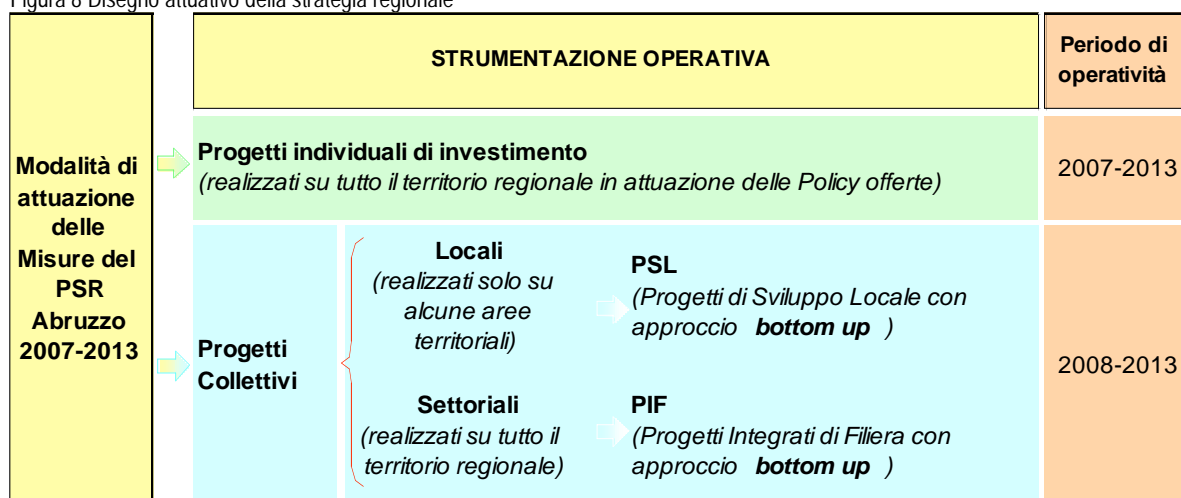 Figura 8 Disegno attuativo della strategia regionale
STRUMENTAZIONE OPERATIVA
Periodo di
operatività
Modalità di
attuazione
delle
Misure del
PSR
Abruzzo
2007-2013
Progetti individuali di investimento
(realizzati su tutto il territorio regionale in attuazione delle Policy offerte)
2007-2013
Progetti
Collettivi
Locali
(realizzati solo su
alcune aree
territoriali)
PSL
(Progetti di Sviluppo Locale con
approccio bottom up )
Settoriali
(realizzati su tutto il
territorio regionale)
PIF
(Progetti Integrati di Filiera con
approccio bottom up )
2008-2013